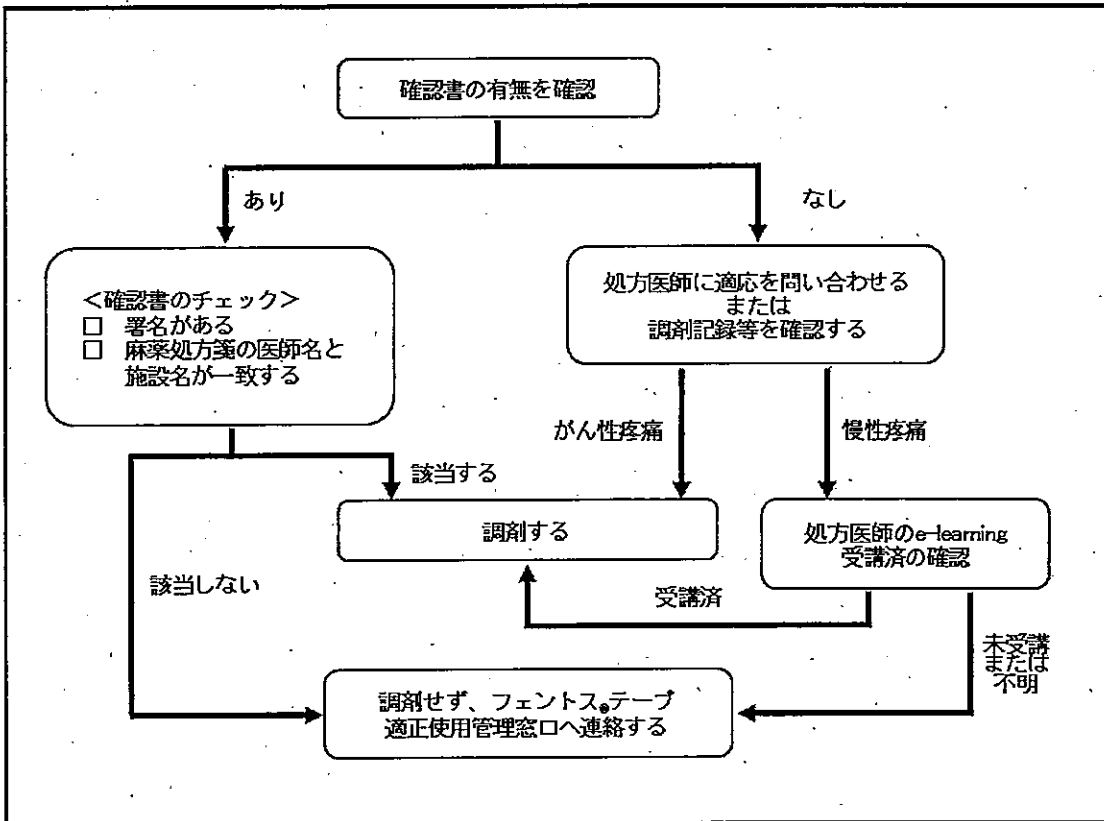 確認書の有無を確認
あり
なし
<確認書のチェック>
□ 署名がある
□ 麻薬処方箋の医師名と
施設名が一致する
処方医師に適応を問い合わせる
または
調剤記録等を確認する
がん性疼痛
慢性疼痛
該当する
調剤する
処方医師のe-learning
受講済の確認
該当しない
受講済
未受講
または
不明
調剤せず、フェントス®テープ
適正使用管理窓口へ連絡する